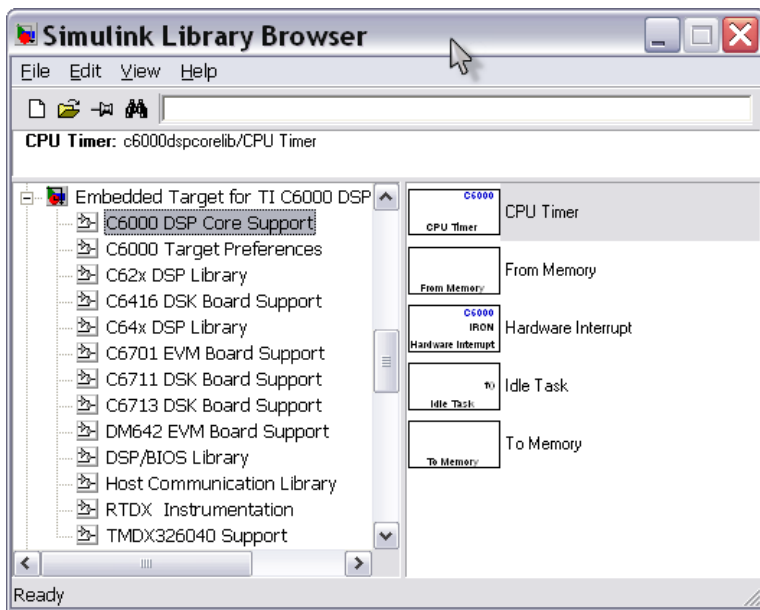 Simulink Library Browser
File Edit View Help
CPU Timer: c6000dspcorelib/CPU Timer
Embedded Target for TI C6000 DSP
C6000 DSP Core Support
C6000 Target Preferences
C62x DSP Library
C6416 DSK Board Support
C64x DSP Library
C6701 EVM Board Support
C6711 DSK Board Support
C6713 DSK Board Support
DM642 EVM Board Support
DSP/BIOS Library
Host Communication Library
RTDX Instrumentation
TMDX326040 Support
C6000
CPU Timer
CPU Timer
From Memory
From Memory
C6000
IRQN
Hardware Interrupt
Hardware Interrupt
f()
Idle Task
Idle Task
To Memory
To Memory
Ready